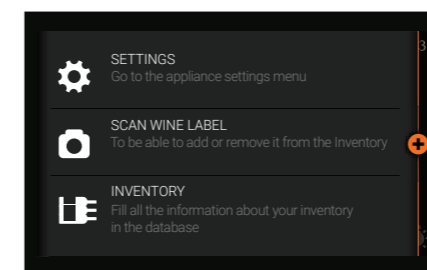 SETTINGS
Go to the appliance settings menu
SCAN WINE LABEL
To be able to add or remove it from the Inventory
INVENTORY
Fill all the information about your inventory
in the database
3